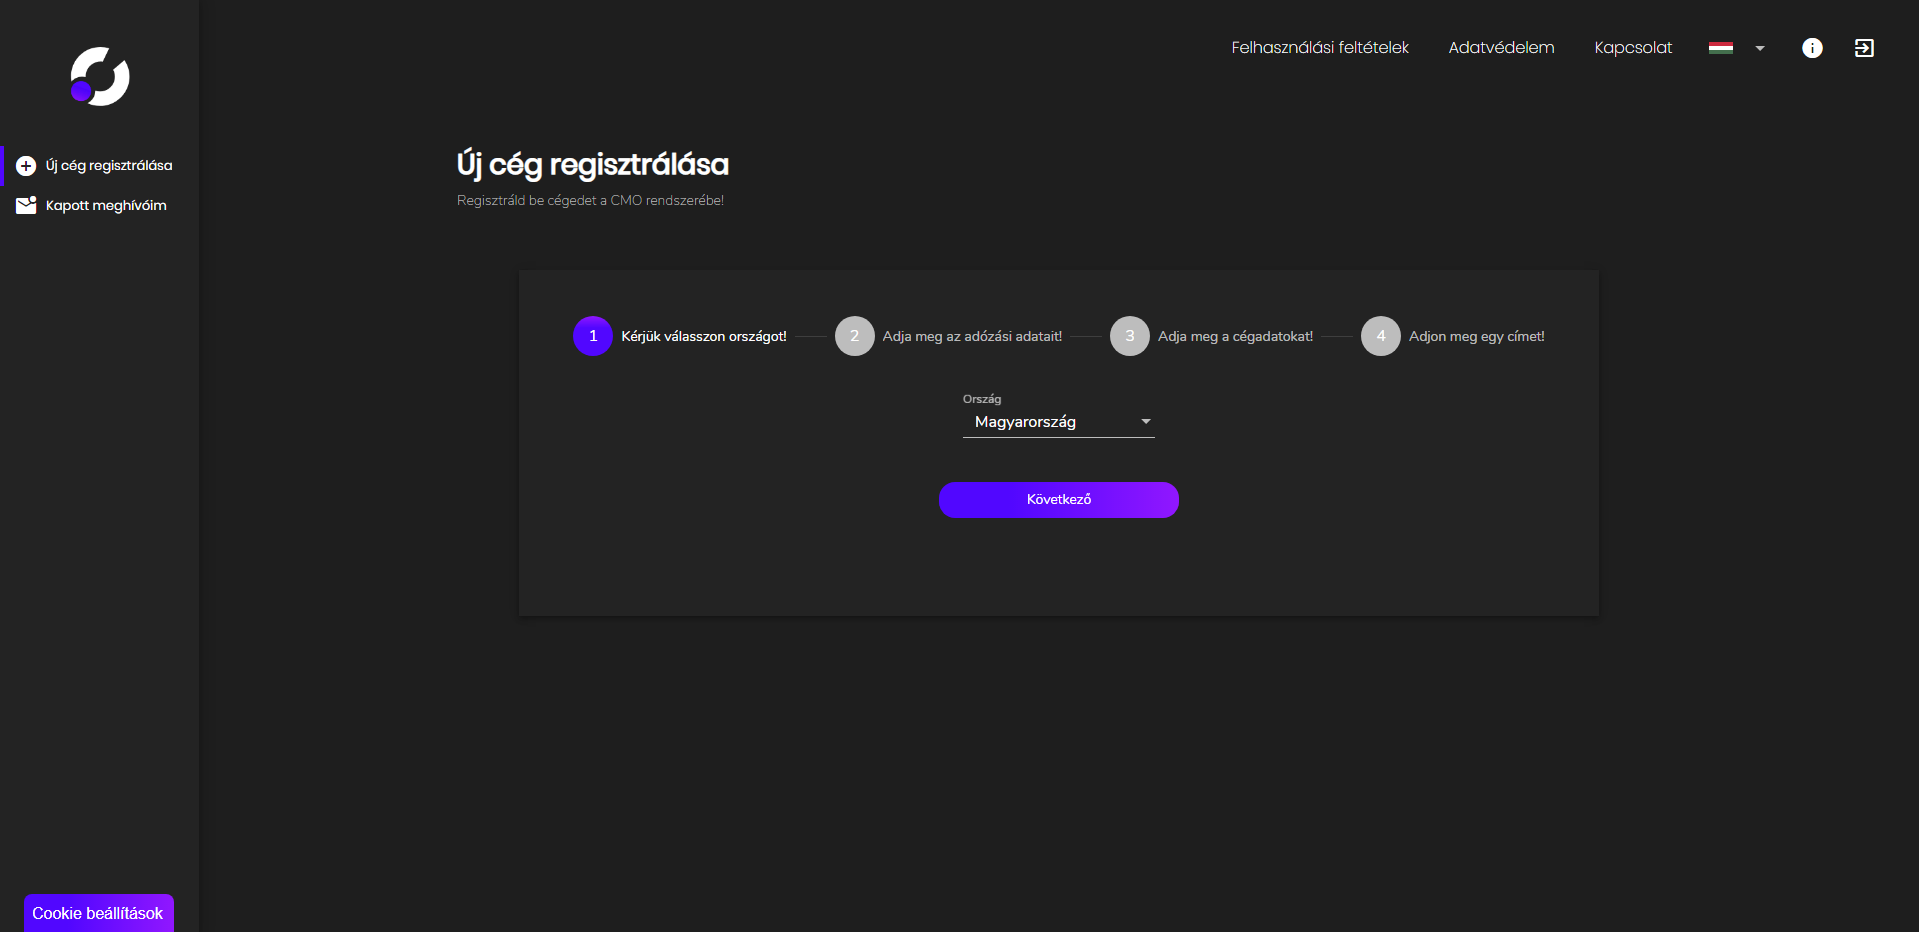 Felhasználási feltételek Adatvédelem Kapcsolat
Új cég regisztrálása
Kapott meghívóim
Új cég regisztrálása
Regisztráld be cégedet a CMO rendszerébe!
1 Kérjük válasszon országot! 2 Adja meg az adózási adatait! 3 Adja meg a cégadatokat! 4 Adjon meg egy címet!
Ország
Magyarország
Következő
Cookie beállítások